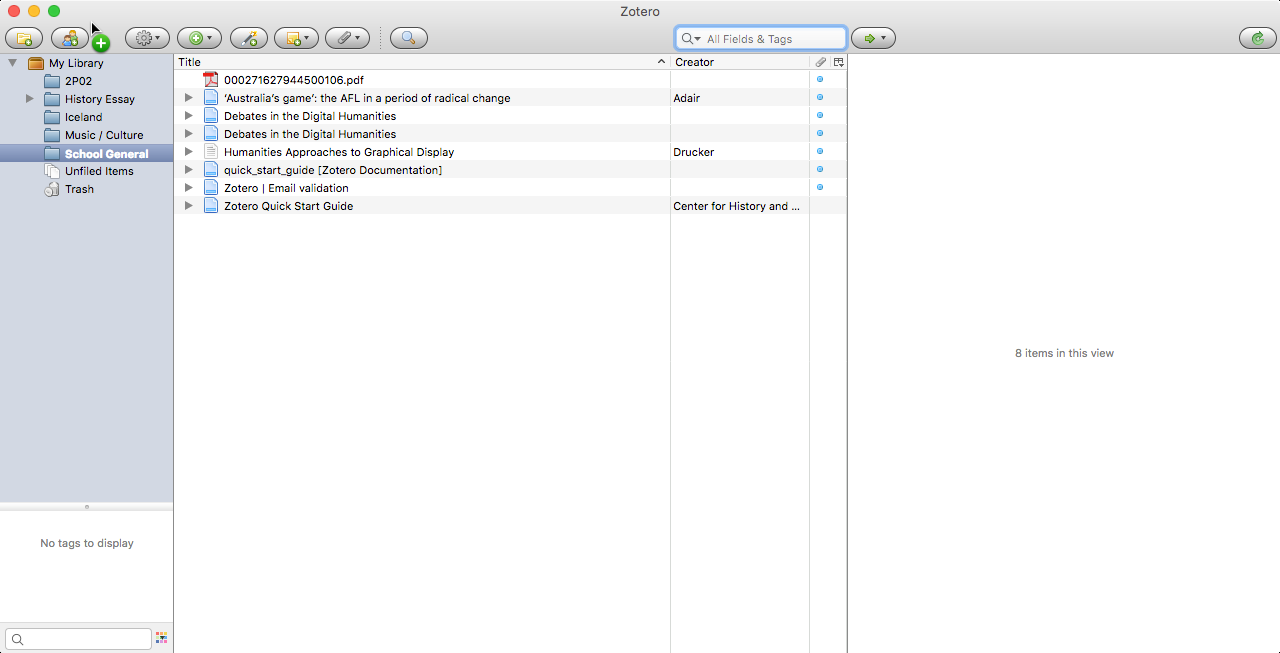 Zotero
All Fields & Tags
My Library
2P02
History Essay
Iceland
Music / Culture
School General
Unfiled Items
Trash
No tags to display
Title Creator
000271627944500106.pdf
‘Australia’s game’: the AFL in a period of radical change Adair
Debates in the Digital Humanities
Debates in the Digital Humanities
Humanities Approaches to Graphical Display Drucker
quick_start_guide [Zotero Documentation]
Zotero | Email validation
Zotero Quick Start Guide Center for History and ...
8 items in this view